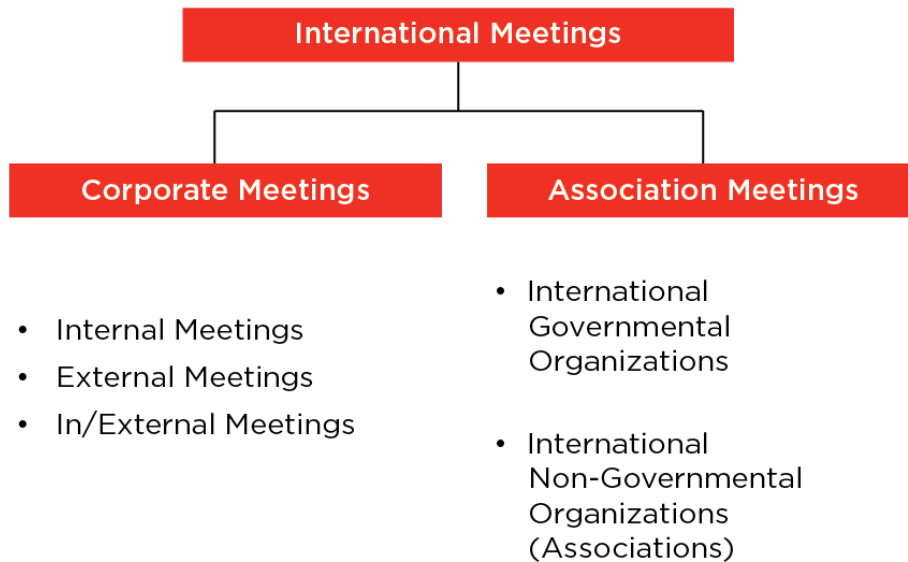 International Meetings
Corporate Meetings
Association Meetings
• Internal Meetings
• External Meetings
• In/External Meetings
• International
Governmental
Organizations
• International
Non-Governmental
Organizations
(Associations)